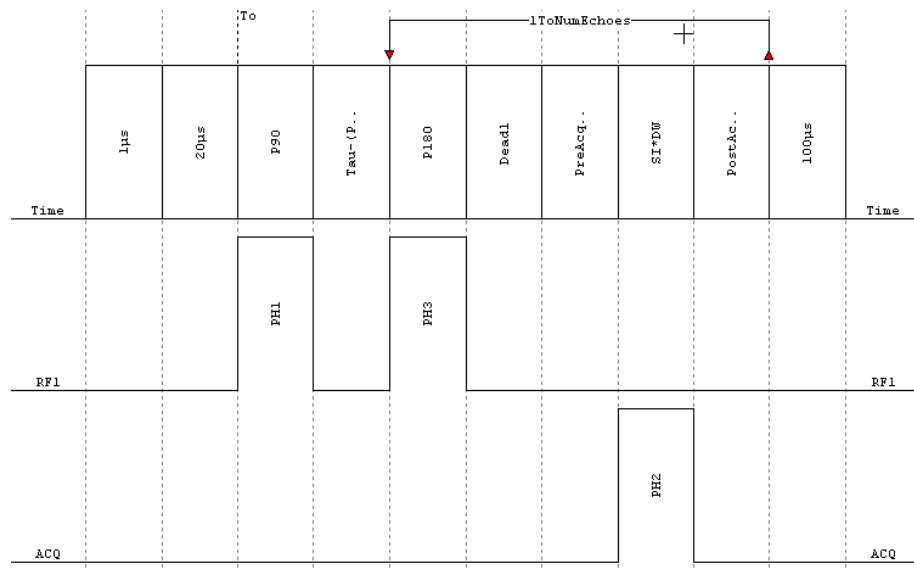 To
1ToNumEchoes
1µs
20µs
P90
Tau-(P..
P180
Dead1
PreAcq..
SI*DW
PostAc..
100µs
Time
Time
PH1
PH3
RF1
RF1
PH2
ACQ
ACQ